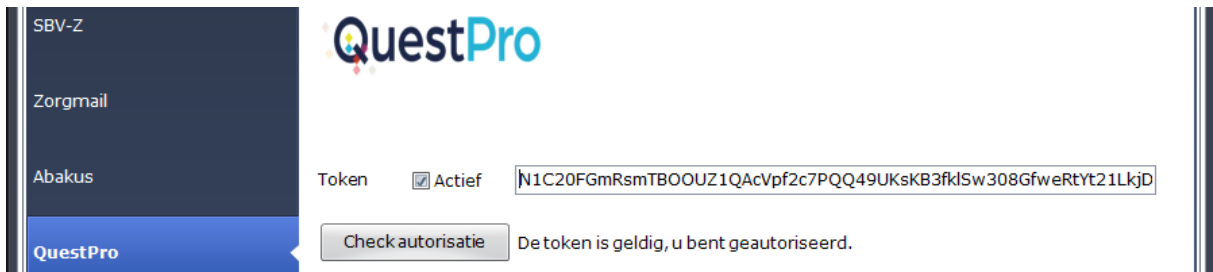 SBV-Z
QuestPro
Zorgmail
Abakus
Token
Actief
N1C20FGmRsmTBOOUZ1QAcVpf2c7PQQ49UKsKB3fklSw308GfweRtYt21LkjD
QuestPro
Check autorisatie
De token is geldig, u bent geautoriseerd.